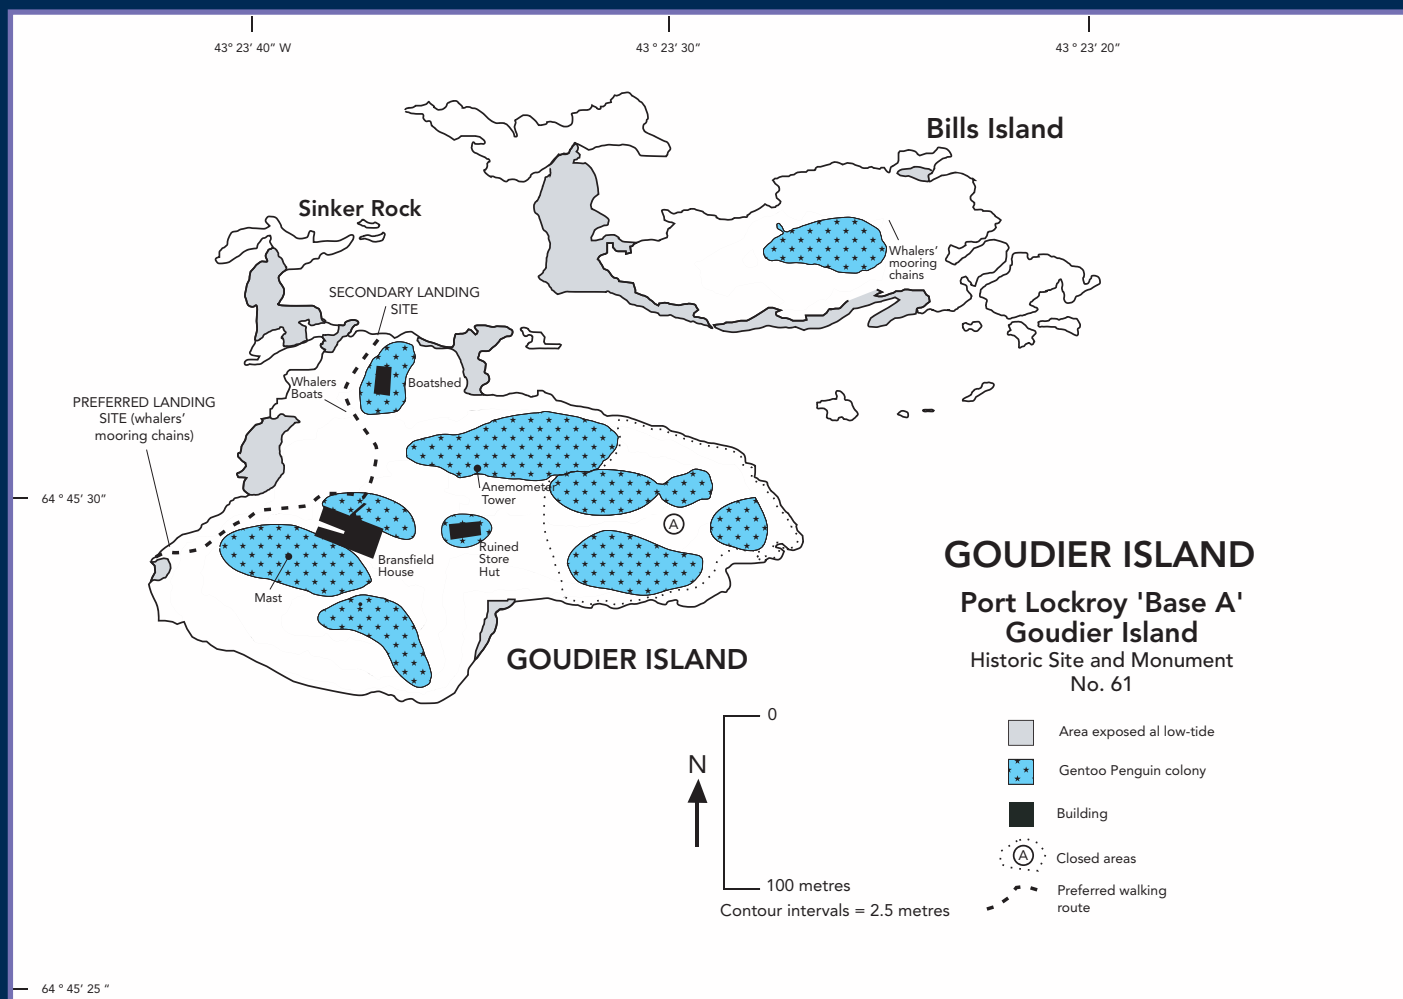 43° 23’ 40” W
43 ° 23’ 30”
43 ° 23’ 20”
Bills Island
Sinker Rock
Whalers’
mooring
chains
SECONDARY LANDING
SITE
Whalers
Boats
Boatshed
PREFERRED LANDING
SITE (whalers’
mooring chains)
64 ° 45’ 30”
Anemometer
Tower
A
Bransfield
House
Ruined
Store
Hut
Mast
GOUDIER ISLAND
GOUDIER ISLAND
Port Lockroy 'Base A'
Goudier Island
Historic Site and Monument
No. 61
0
N
100 metres
Contour intervals = 2.5 metres
Area exposed al low-tide
Gentoo Penguin colony
Building
A
Closed areas
Preferred walking
route
64 ° 45’ 25 “